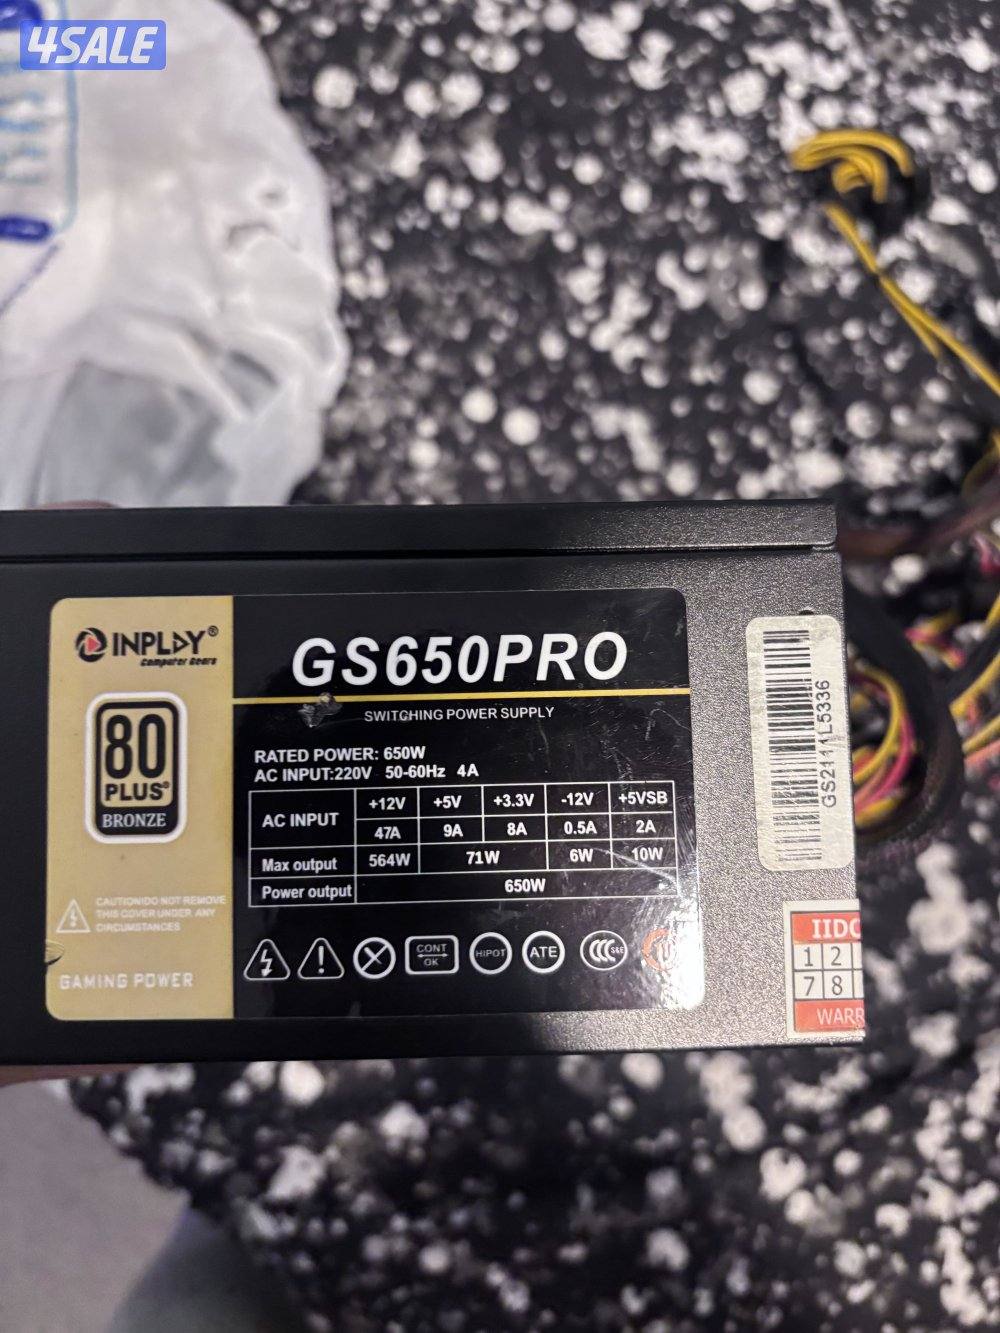 4SALE
INPLAY®
Computer Gears
80
PLUS®
BRONZE
CAUTION!DO NOT REMOVE
THIS COVER UNDER ANY
CIRCUMSTANCES
GAMING POWER
GS650PRO
SWITCHING POWER SUPPLY
RATED POWER: 650W
AC INPUT:220V 50-60Hz 4A
AC INPUT +12V +5V +3.3V -12V +5VSB
47A 9A 8A 0.5A 2A
Max output 564W 71W 6W 10W
Power output 650W
CONT
OK
HIPOT
ATE
CCC S&E
GS2111L5336
1 2
7 8
WARR